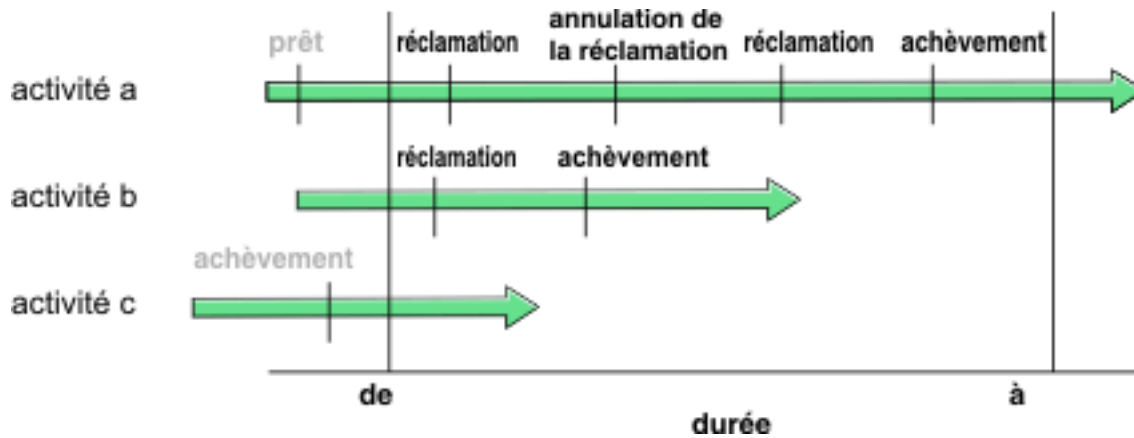 annulation de
prêt réclamation la réclamation réclamation achèvement
activité a
réclamation achèvement
activité b
achèvement
activité c
de à
durée